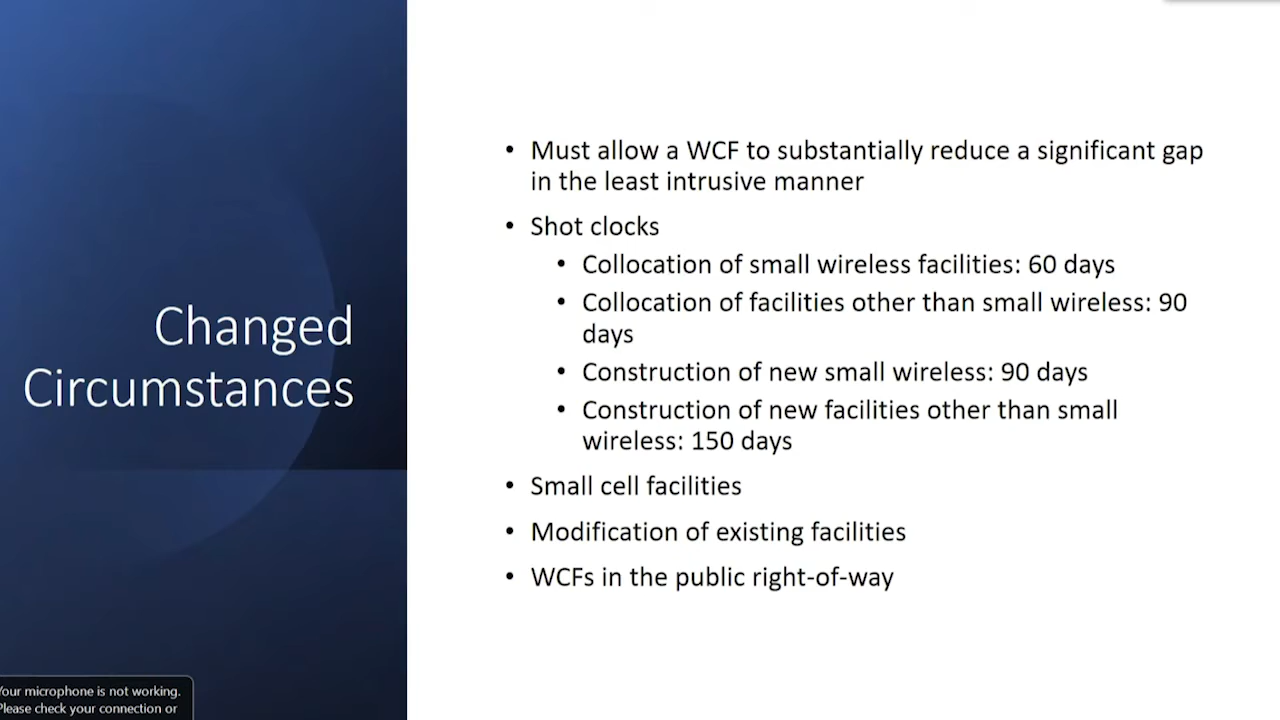 Changed
Circumstances
• Must allow a WCF to substantially reduce a significant gap
in the least intrusive manner
• Shot clocks
• Collocation of small wireless facilities: 60 days
• Collocation of facilities other than small wireless: 90
days
• Construction of new small wireless: 90 days
• Construction of new facilities other than small
wireless: 150 days
• Small cell facilities
• Modification of existing facilities
• WCFs in the public right-of-way
Your microphone is not working.
Please check your connection or